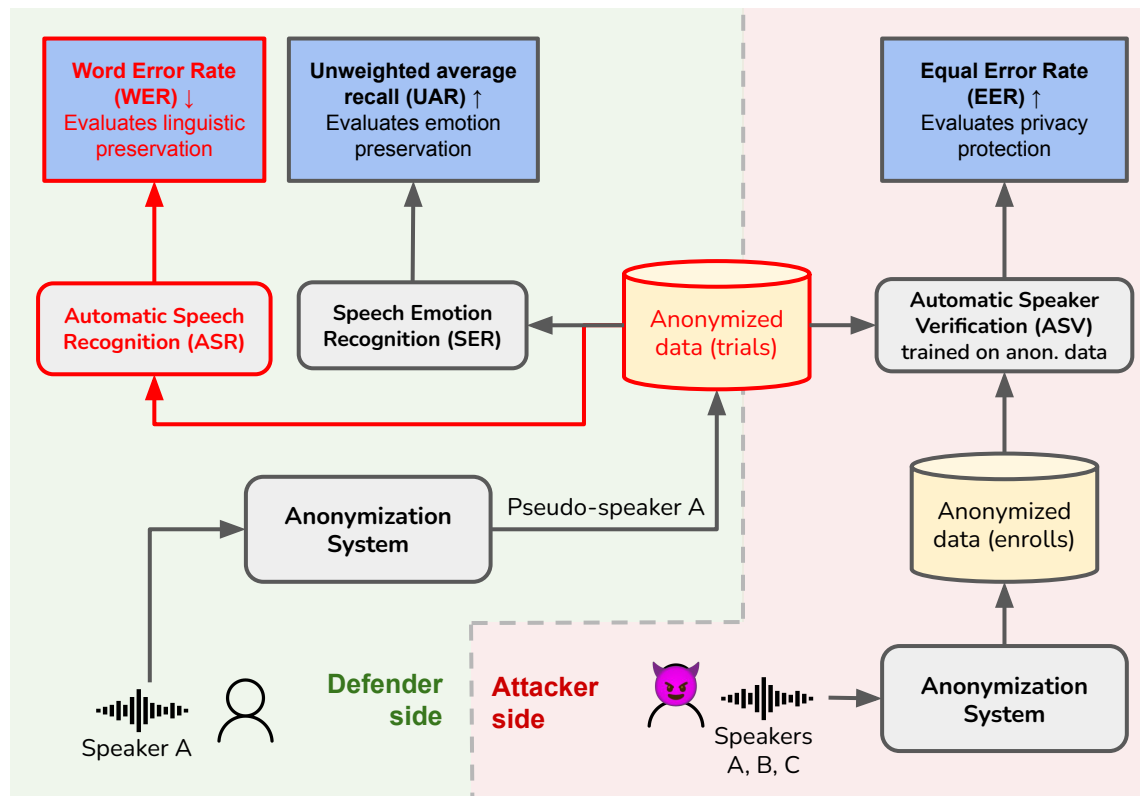 Word Error Rate
(WER) ↓
Evaluates linguistic
preservation
Unweighted average
recall (UAR) ↑
Evaluates emotion
preservation
Equal Error Rate
(EER) ↑
Evaluates privacy
protection
Automatic Speech
Recognition (ASR)
Speech Emotion
Recognition (SER)
Anonymized
data (trials)
Automatic Speaker
Verification (ASV)
trained on anon. data
Anonymization
System
Pseudo-speaker A
Anonymized
data (enrolls)
Defender
side
Attacker
side
Speaker A
Speakers
A, B, C
Anonymization
System